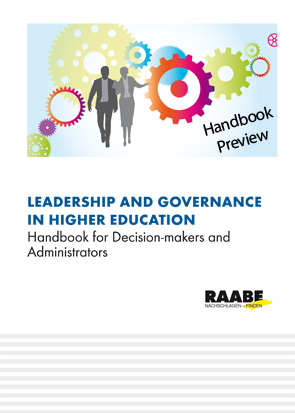 Handbook
Preview
LEADERSHIP AND GOVERNANCE
IN HIGHER EDUCATION
Handbook for Decision-makers and
Administrators
RAABE
NACHSCHLAGEN – FINDEN